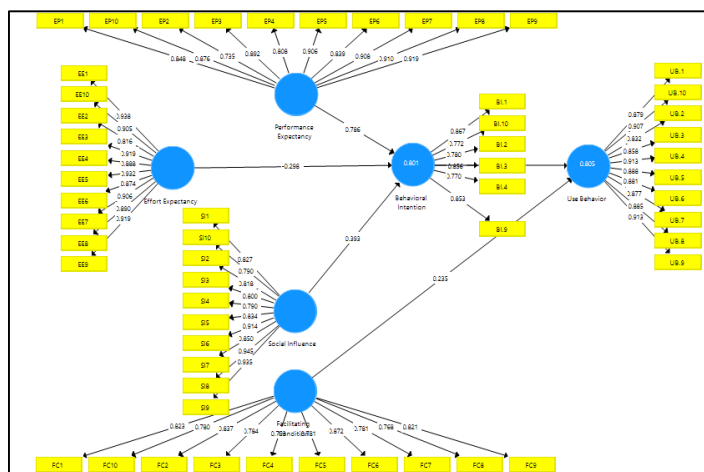 EP1 EP10 EP2 EP3 EP4 EP5 EP6 EP7 EP8 EP9
0.848 0.876 0.735 0.892 0.808 0.906 0.839 0.908 0.910 0.919
Performance
Expectancy
EE1
EE10
EE2
EE3
EE4
EE5
EE6
EE7
EE8
EE9
0.938
0.905
0.816
0.819
0.888
0.932
0.874
0.906
0.919
Effort Expectancy
0.786
-0.298
0.393
0.235
SI1
SI10
SI2
SI3
SI4
SI5
SI6
SI7
SI8
SI9
0.827
0.790
0.818
0.800
0.790
0.834
0.914
0.850
0.945
0.935
Social Influence
0.801
Behavioral
Intention
0.867
0.772
0.780
0.770
0.853
BI.1
BI.10
BI.2
BI.3
BI.4
BI.9
0.805
Use Behavior
0.879
0.907
0.832
0.858
0.913
0.888
0.881
0.877
0.885
0.913
UB.1
UB.10
UB.2
UB.3
UB.4
UB.5
UB.6
UB.7
UB.8
UB.9
Facilitating
0.823 0.780 0.837 0.784 0.872 0.781 0.768 0.821
FC1 FC10 FC2 FC3 FC4 FC5 FC6 FC7 FC8 FC9